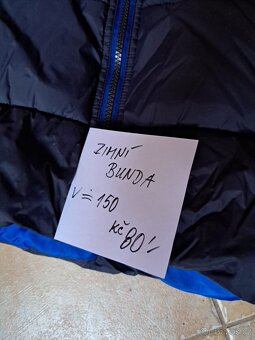 ZIMNÍ
BUNDA
V ≐ 150
Kč 80'-